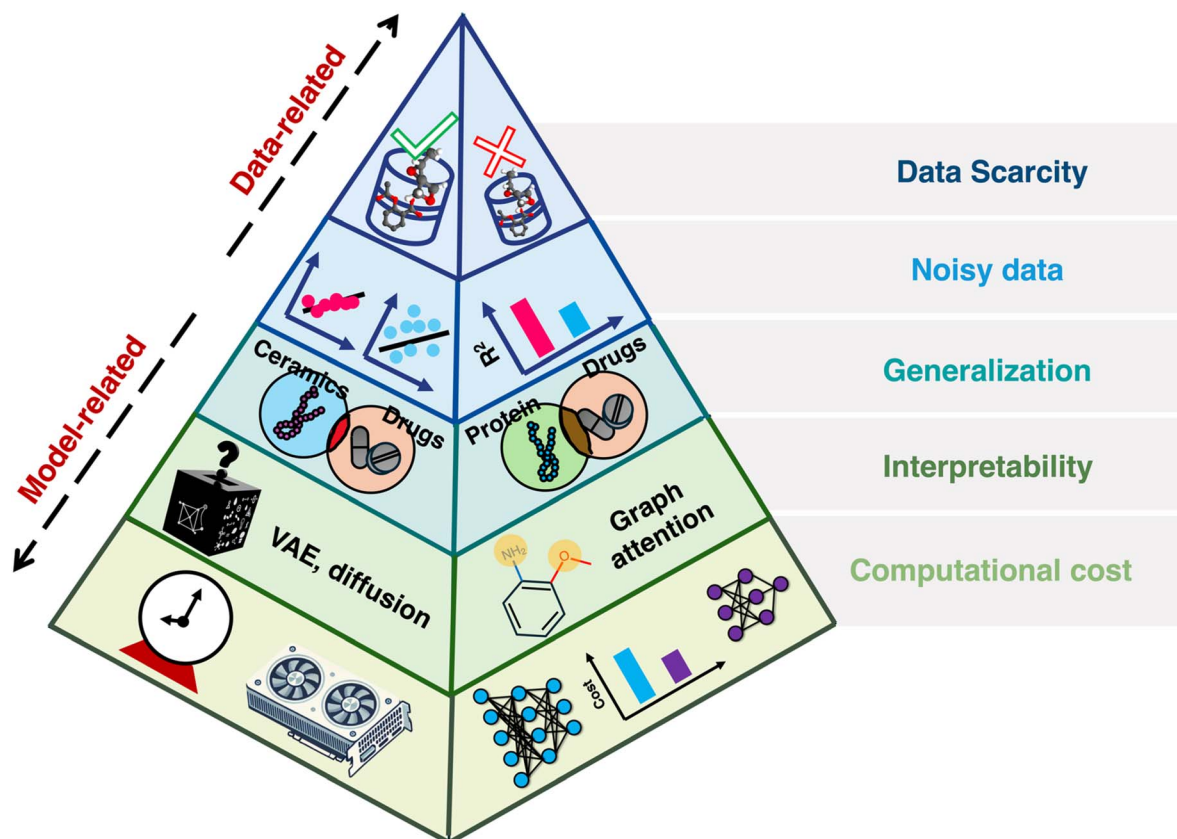 Data-related
Model-related
Data Scarcity
Noisy data
R²
Generalization
Ceramics
Drugs
Protein
Drugs
Interpretability
?
VAE, diffusion
Graph
attention
NH₂
O
Computational cost
Cost